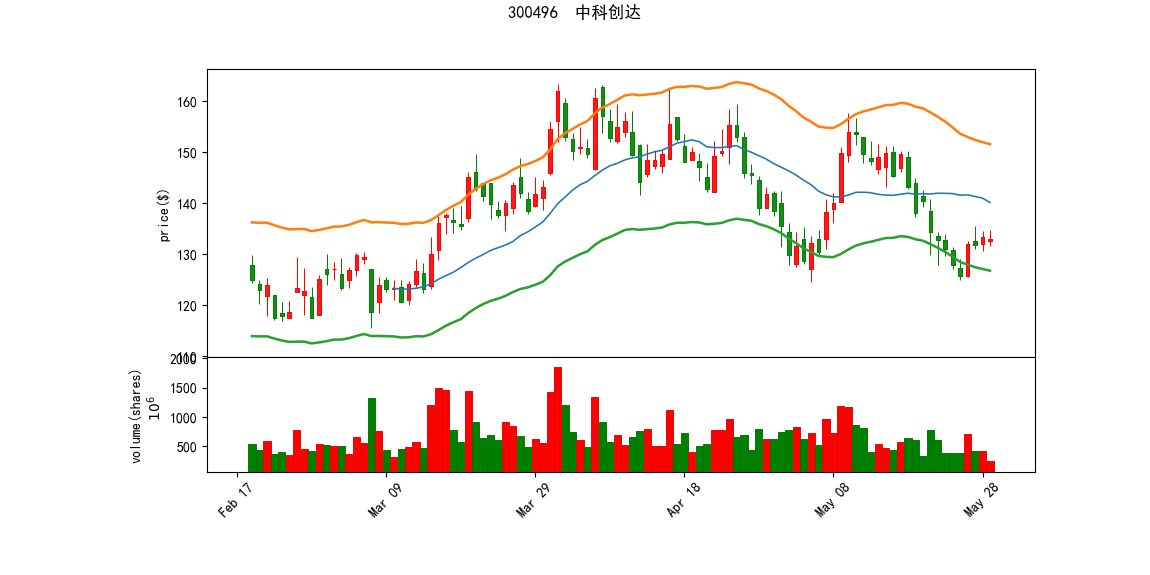 300496 中科创达
price($)
160
150
140
130
120
110
volume(shares)
10^6
2000
1500
1000
500
Feb 17
Mar 09
Mar 29
Apr 18
May 08
May 28